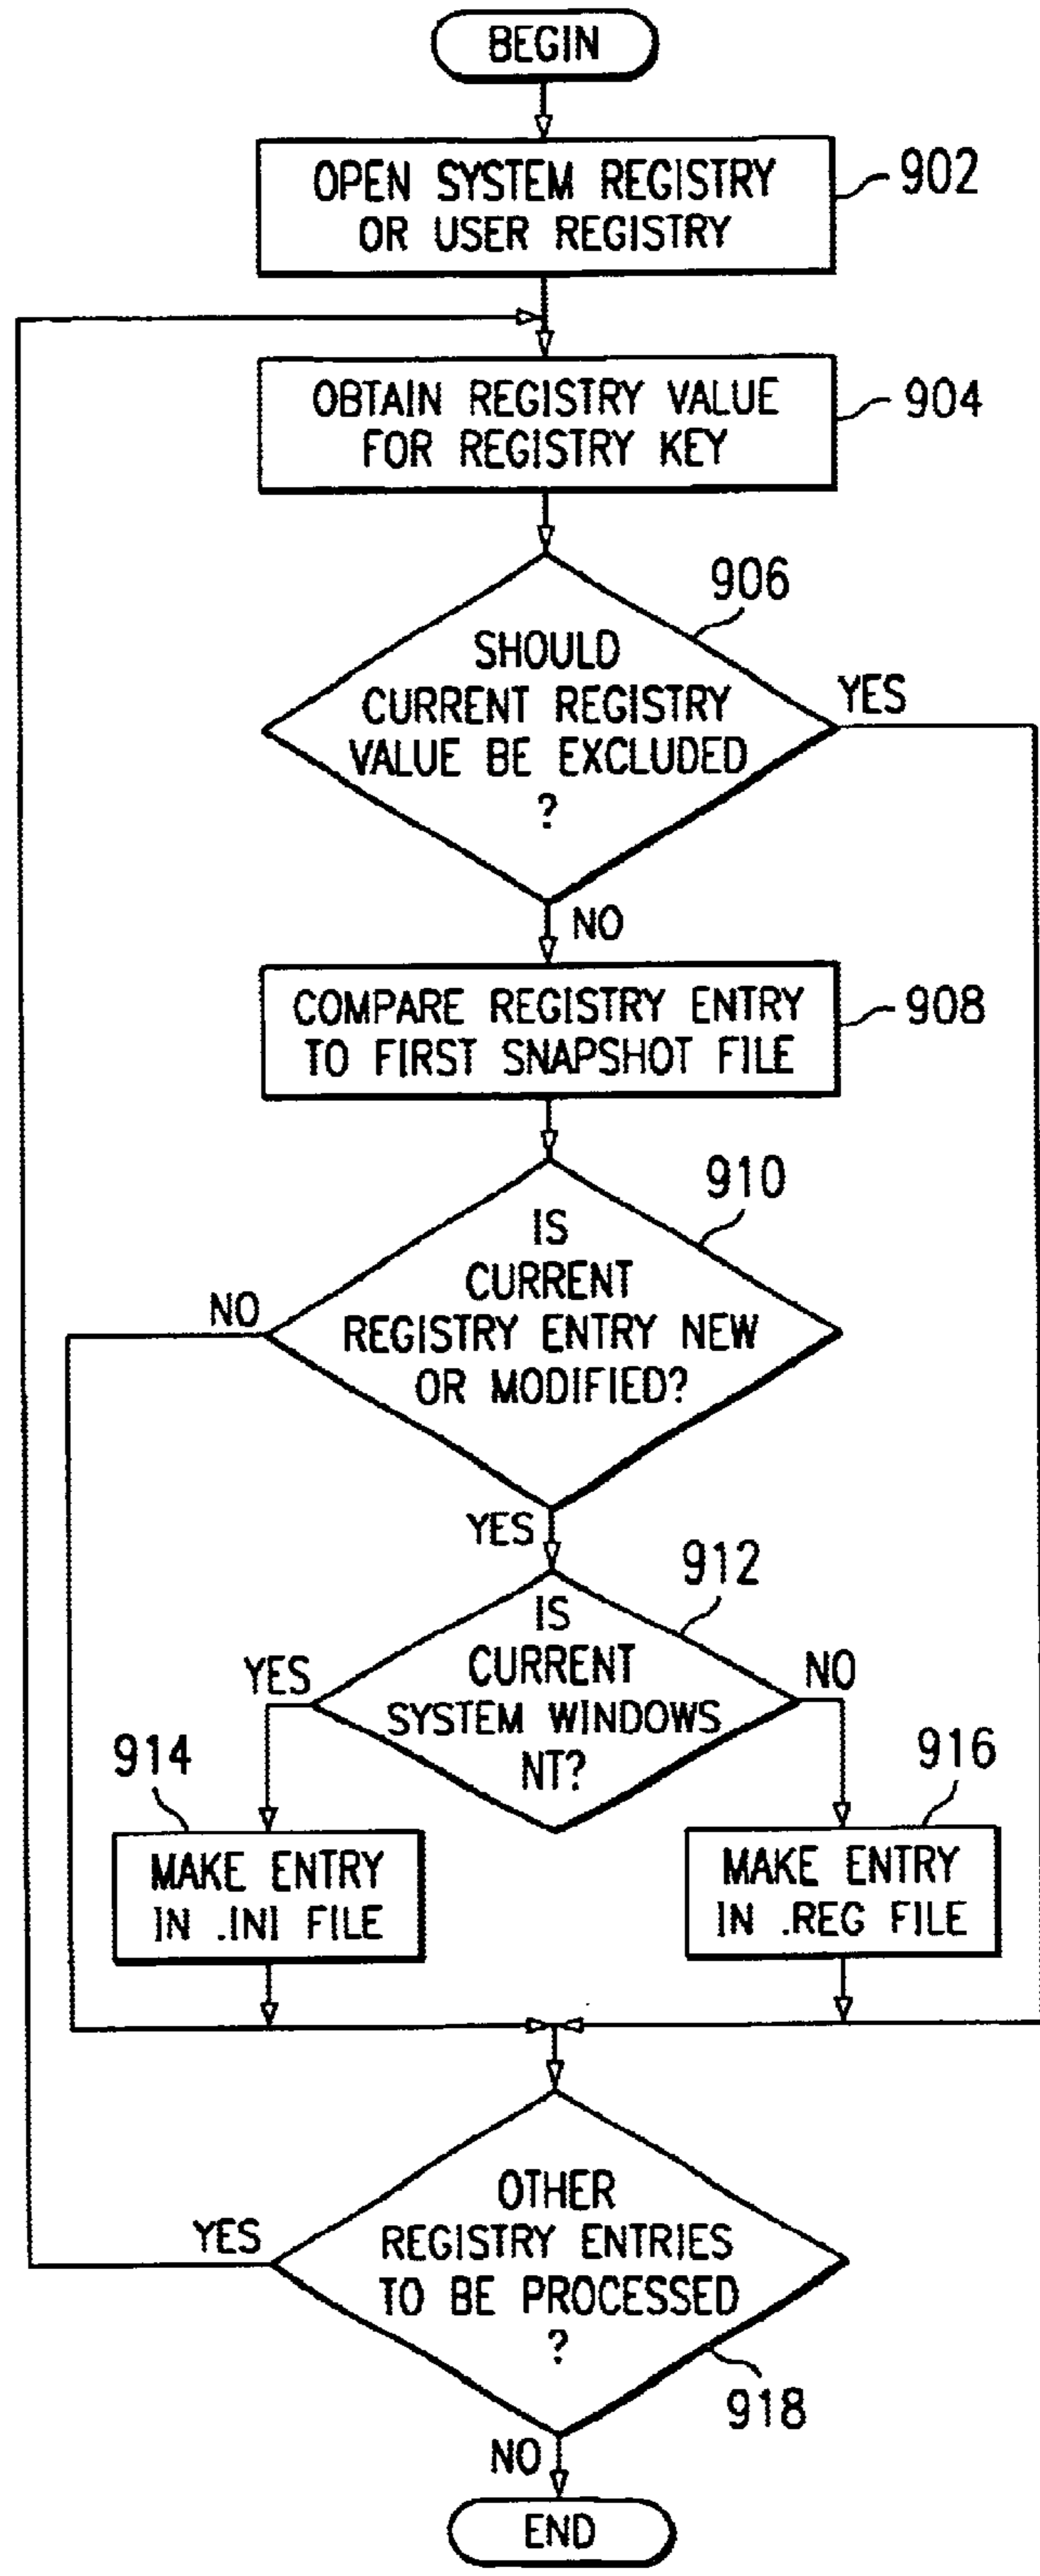 BEGIN
OPEN SYSTEM REGISTRY
OR USER REGISTRY
902
OBTAIN REGISTRY VALUE
FOR REGISTRY KEY
904
906
SHOULD
CURRENT REGISTRY
VALUE BE EXCLUDED
?
YES
NO
COMPARE REGISTRY ENTRY
TO FIRST SNAPSHOT FILE
908
910
IS
CURRENT
REGISTRY ENTRY NEW
OR MODIFIED?
NO
YES
912
IS
CURRENT
SYSTEM WINDOWS
NT?
YES
NO
914
MAKE ENTRY
IN .INI FILE
916
MAKE ENTRY
IN .REG FILE
OTHER
REGISTRY ENTRIES
TO BE PROCESSED
?
YES
918
NO
END